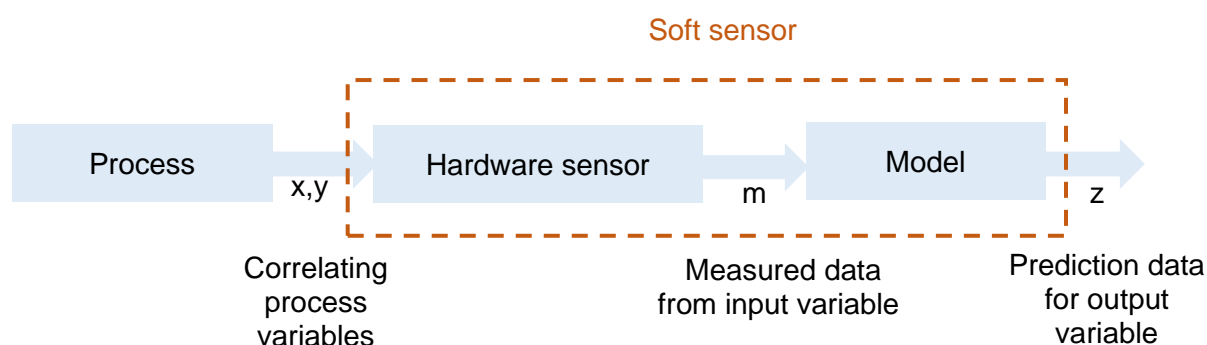 Soft sensor
Process
Hardware sensor
Model
x,y
m
z
Correlating
process
variables
Measured data
from input variable
Prediction data
for output
variable